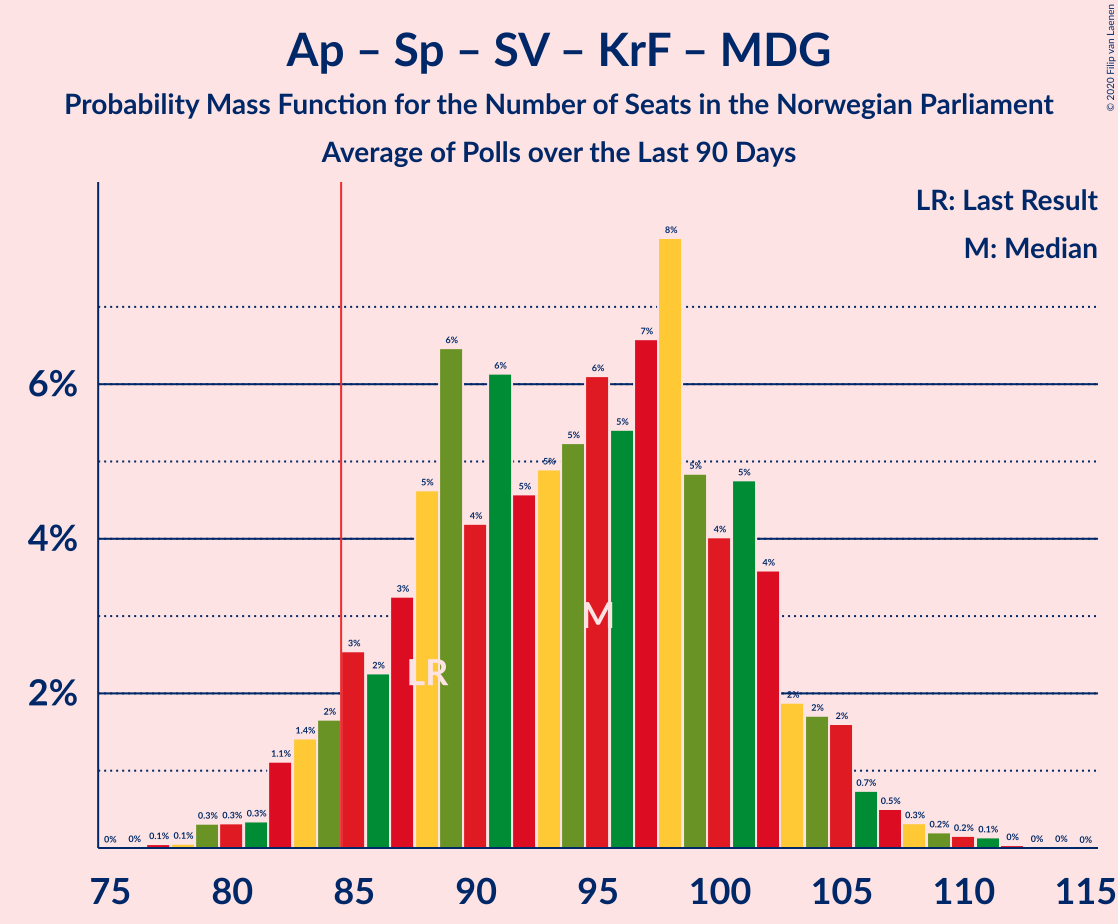 Ap – Sp – SV – KrF – MDG
Probability Mass Function for the Number of Seats in the Norwegian Parliament
Average of Polls over the Last 90 Days
© 2020 Filip van Laenen
LR: Last Result
M: Median
6%
4%
2%
0% 0% 0.1% 0.1% 0.3% 0.3% 0.3% 1.1% 1.4% 2% 3% 2% 3% 5% 6% 4% 6% 5% 5% 5% 6% 5% 7% 8% 5% 4% 5% 4% 2% 2% 2% 0.7% 0.5% 0.3% 0.2% 0.2% 0.1% 0% 0% 0% 0%
M
LR
75 80 85 90 95 100 105 110 115